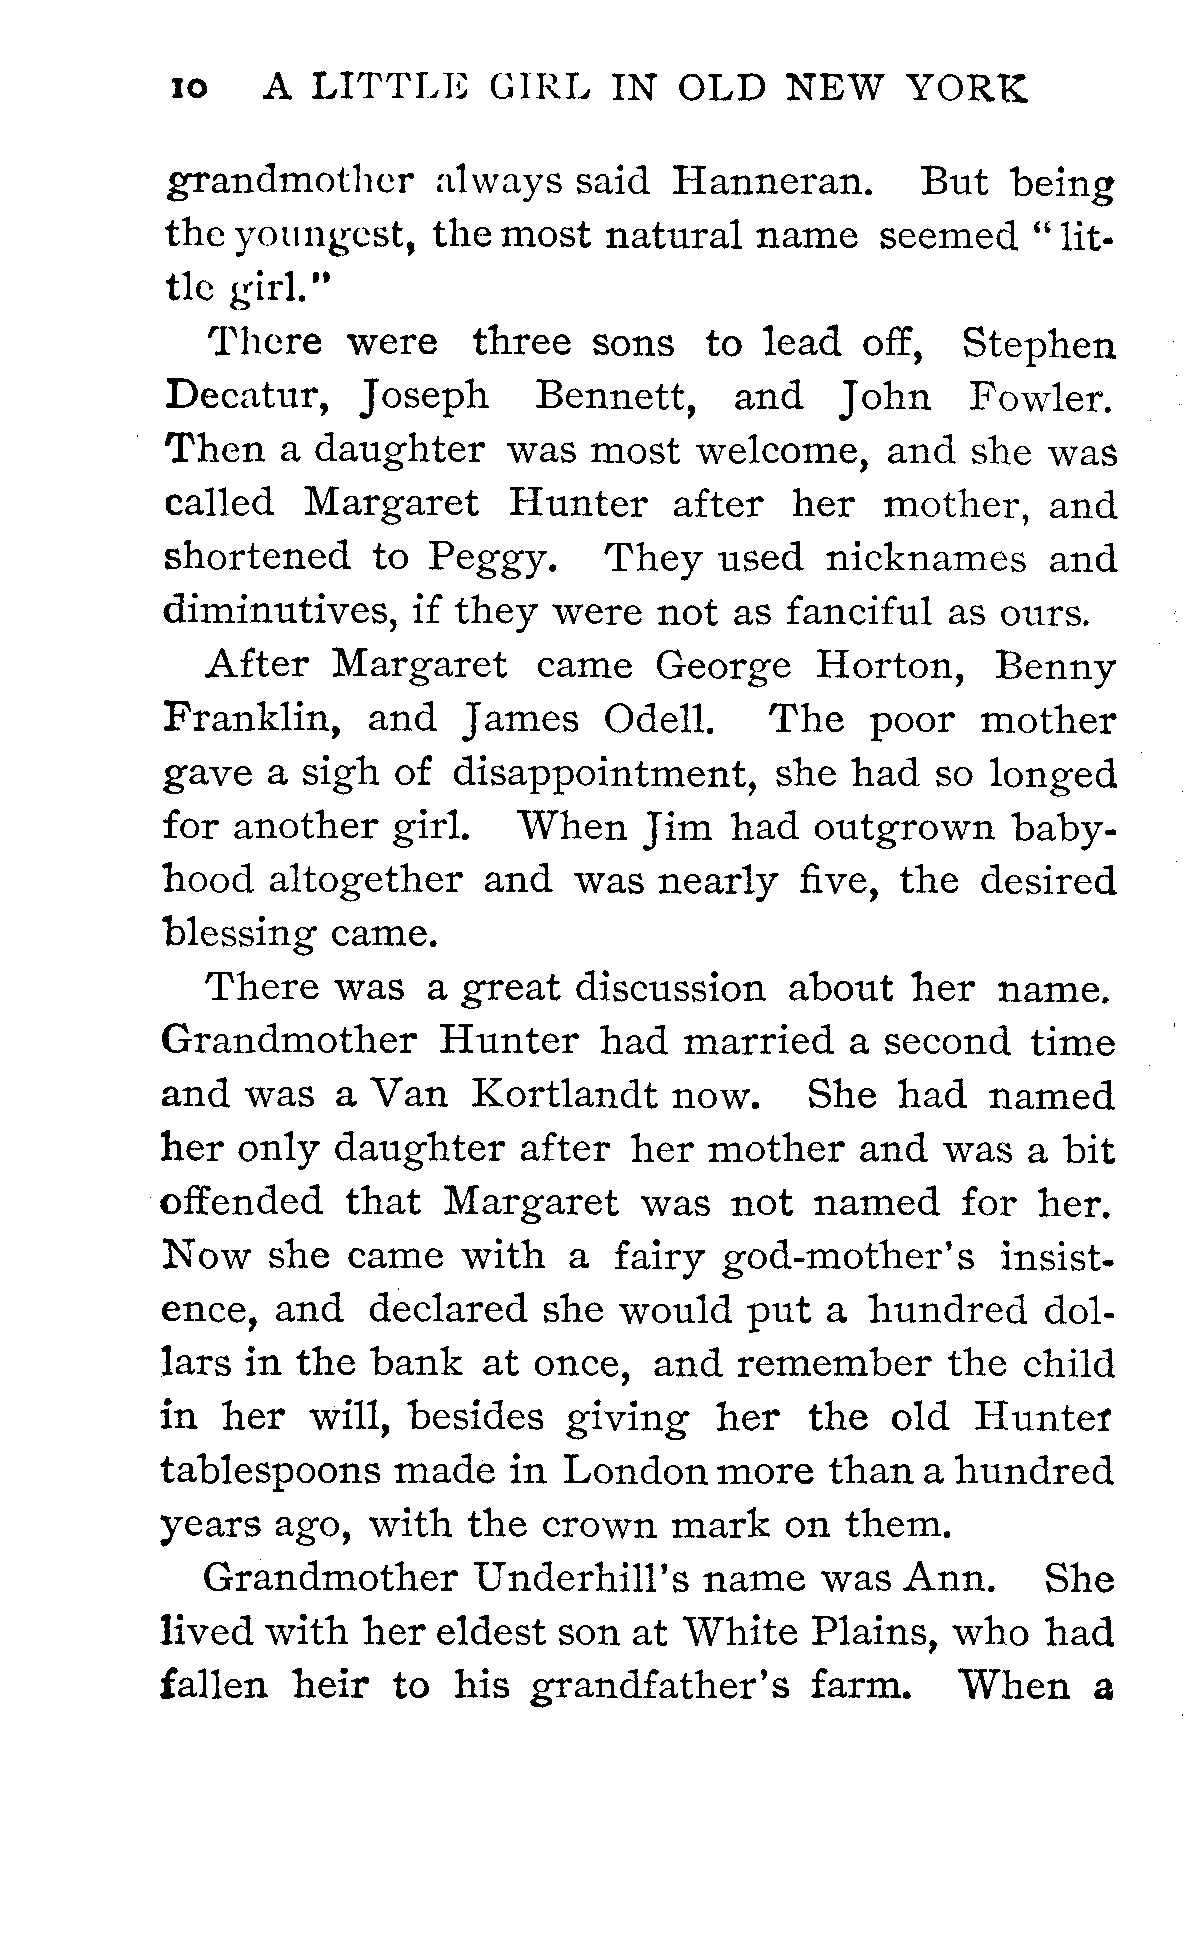 10 A LITTLE GIRL IN OLD NEW YORK
grandmother always said Hanneran. But being
the youngest, the most natural name seemed " lit-
tle girl."
There were three sons to lead off, Stephen
Decatur, Joseph Bennett, and John Fowler.
Then a daughter was most welcome, and she was
called Margaret Hunter after her mother, and
shortened to Peggy. They used nicknames and
diminutives, if they were not as fanciful as ours.
After Margaret came George Horton, Benny
Franklin, and James Odell. The poor mother
gave a sigh of disappointment, she had so longed
for another girl. When Jim had outgrown baby-
hood altogether and was nearly five, the desired
blessing came.
There was a great discussion about her name.
Grandmother Hunter had married a second time
and was a Van Kortlandt now. She had named
her only daughter after her mother and was a bit
offended that Margaret was not named for her.
Now she came with a fairy god-mother's insist-
ence, and declared she would put a hundred dol-
lars in the bank at once, and remember the child
in her will, besides giving her the old Hunter
tablespoons made in London more than a hundred
years ago, with the crown mark on them.
Grandmother Underhill's name was Ann. She
lived with her eldest son at White Plains, who had
fallen heir to his grandfather's farm. When a